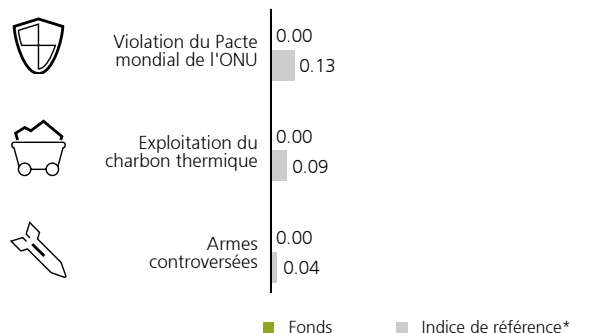 Violation du Pacte
mondial de l'ONU
0.00
0.13
Exploitation du
charbon thermique
0.00
0.09
Armes
controversées
0.00
0.04
Fonds
Indice de référence*